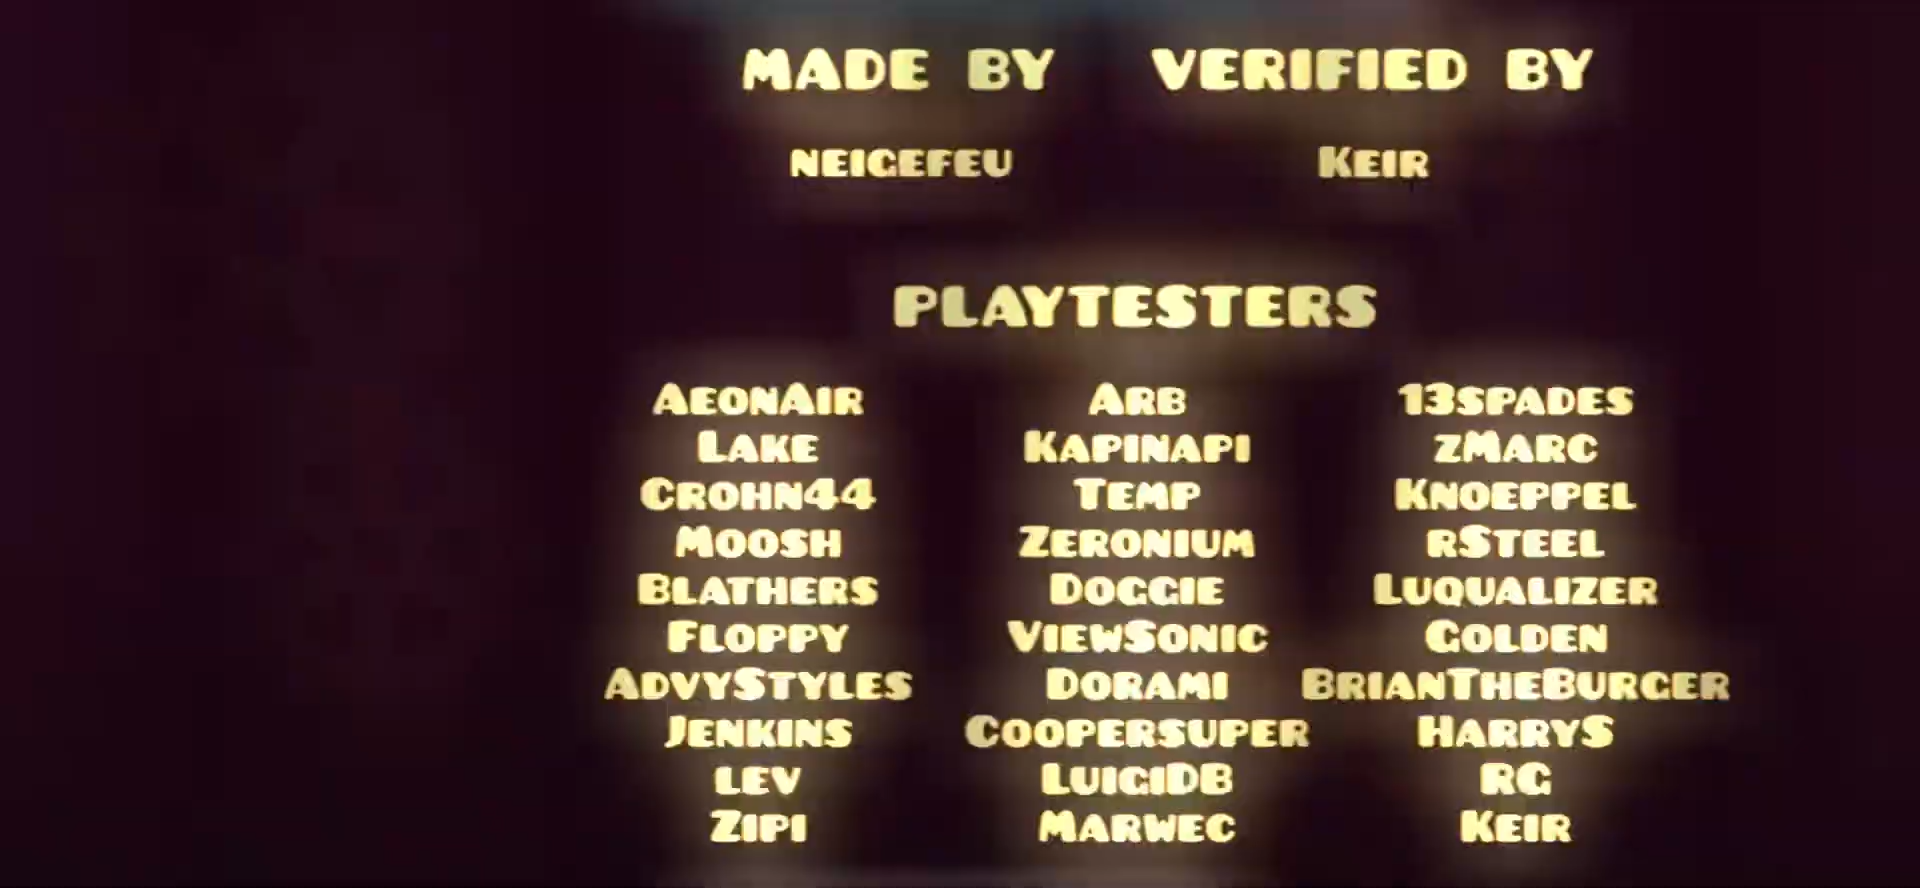 MADE BY VERIFIED BY
NEIGEFEU KEIR
PLAYTESTERS
AEONAIR ARB 13SPADES
LAKE KAPINAPI ZMARC
CROHN44 TEMP KNOEPPEL
MOOSH ZERONIUM RSTEEL
BLATHERS DOGGIE LUQUALIZER
FLOPPY VIEWSONIC GOLDEN
ADVYSTYLES DORAMI BRIANTHEBURGER
JENKINS COOPERSUPER HARRYS
LEV LUIGIDB RG
ZIPI MARWEC KEIR